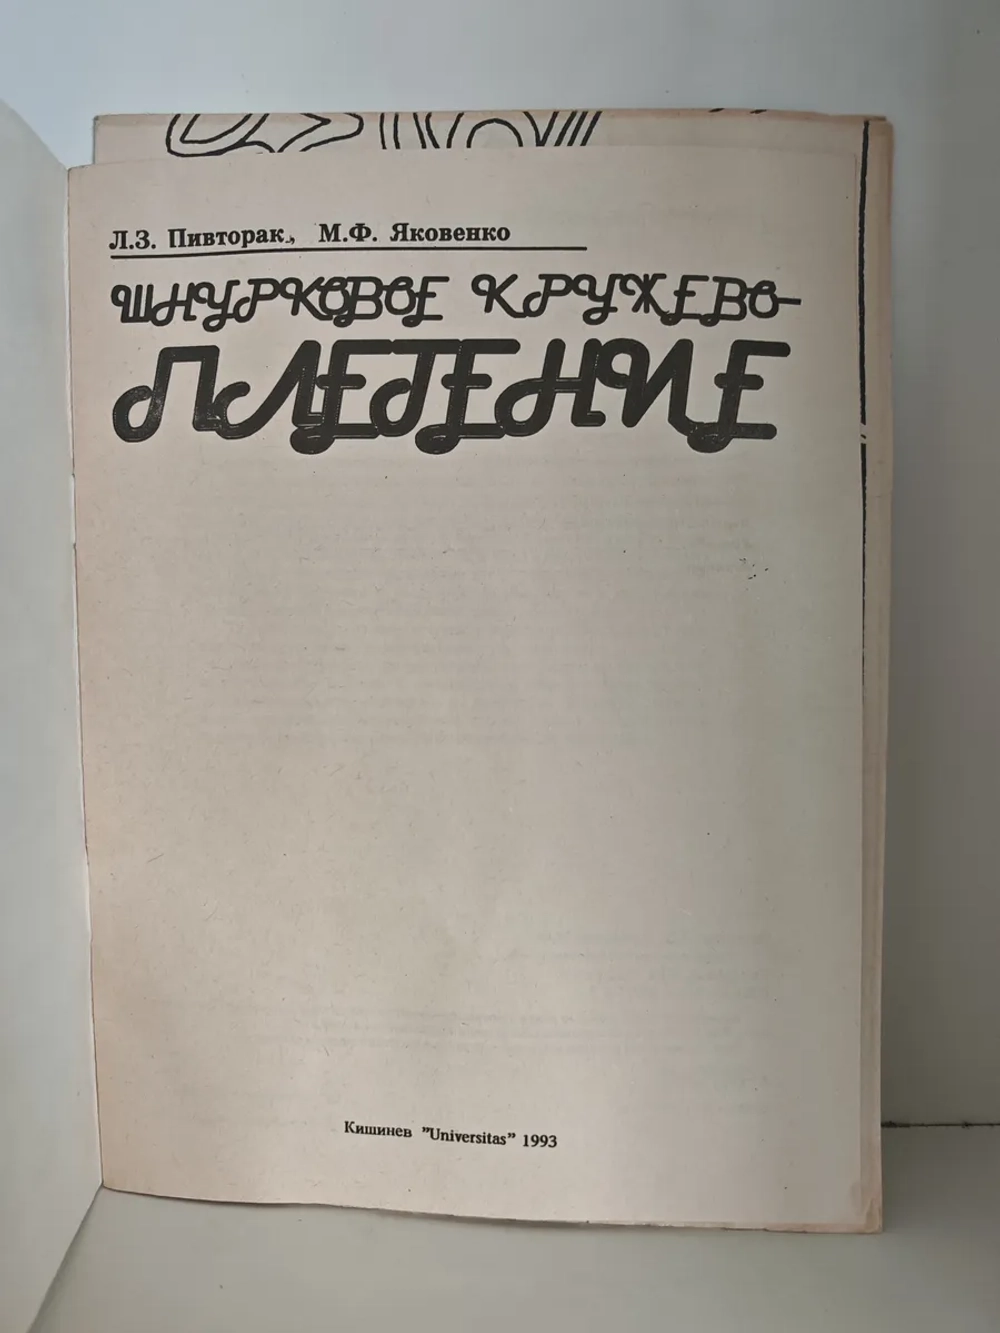 Л.З. Пивторак, М.Ф. Яковенко
ШНУРКОВОЕ КРУЖЕВО-
ПЛЕТЕНИЕ
Кишинев "Universitas" 1993